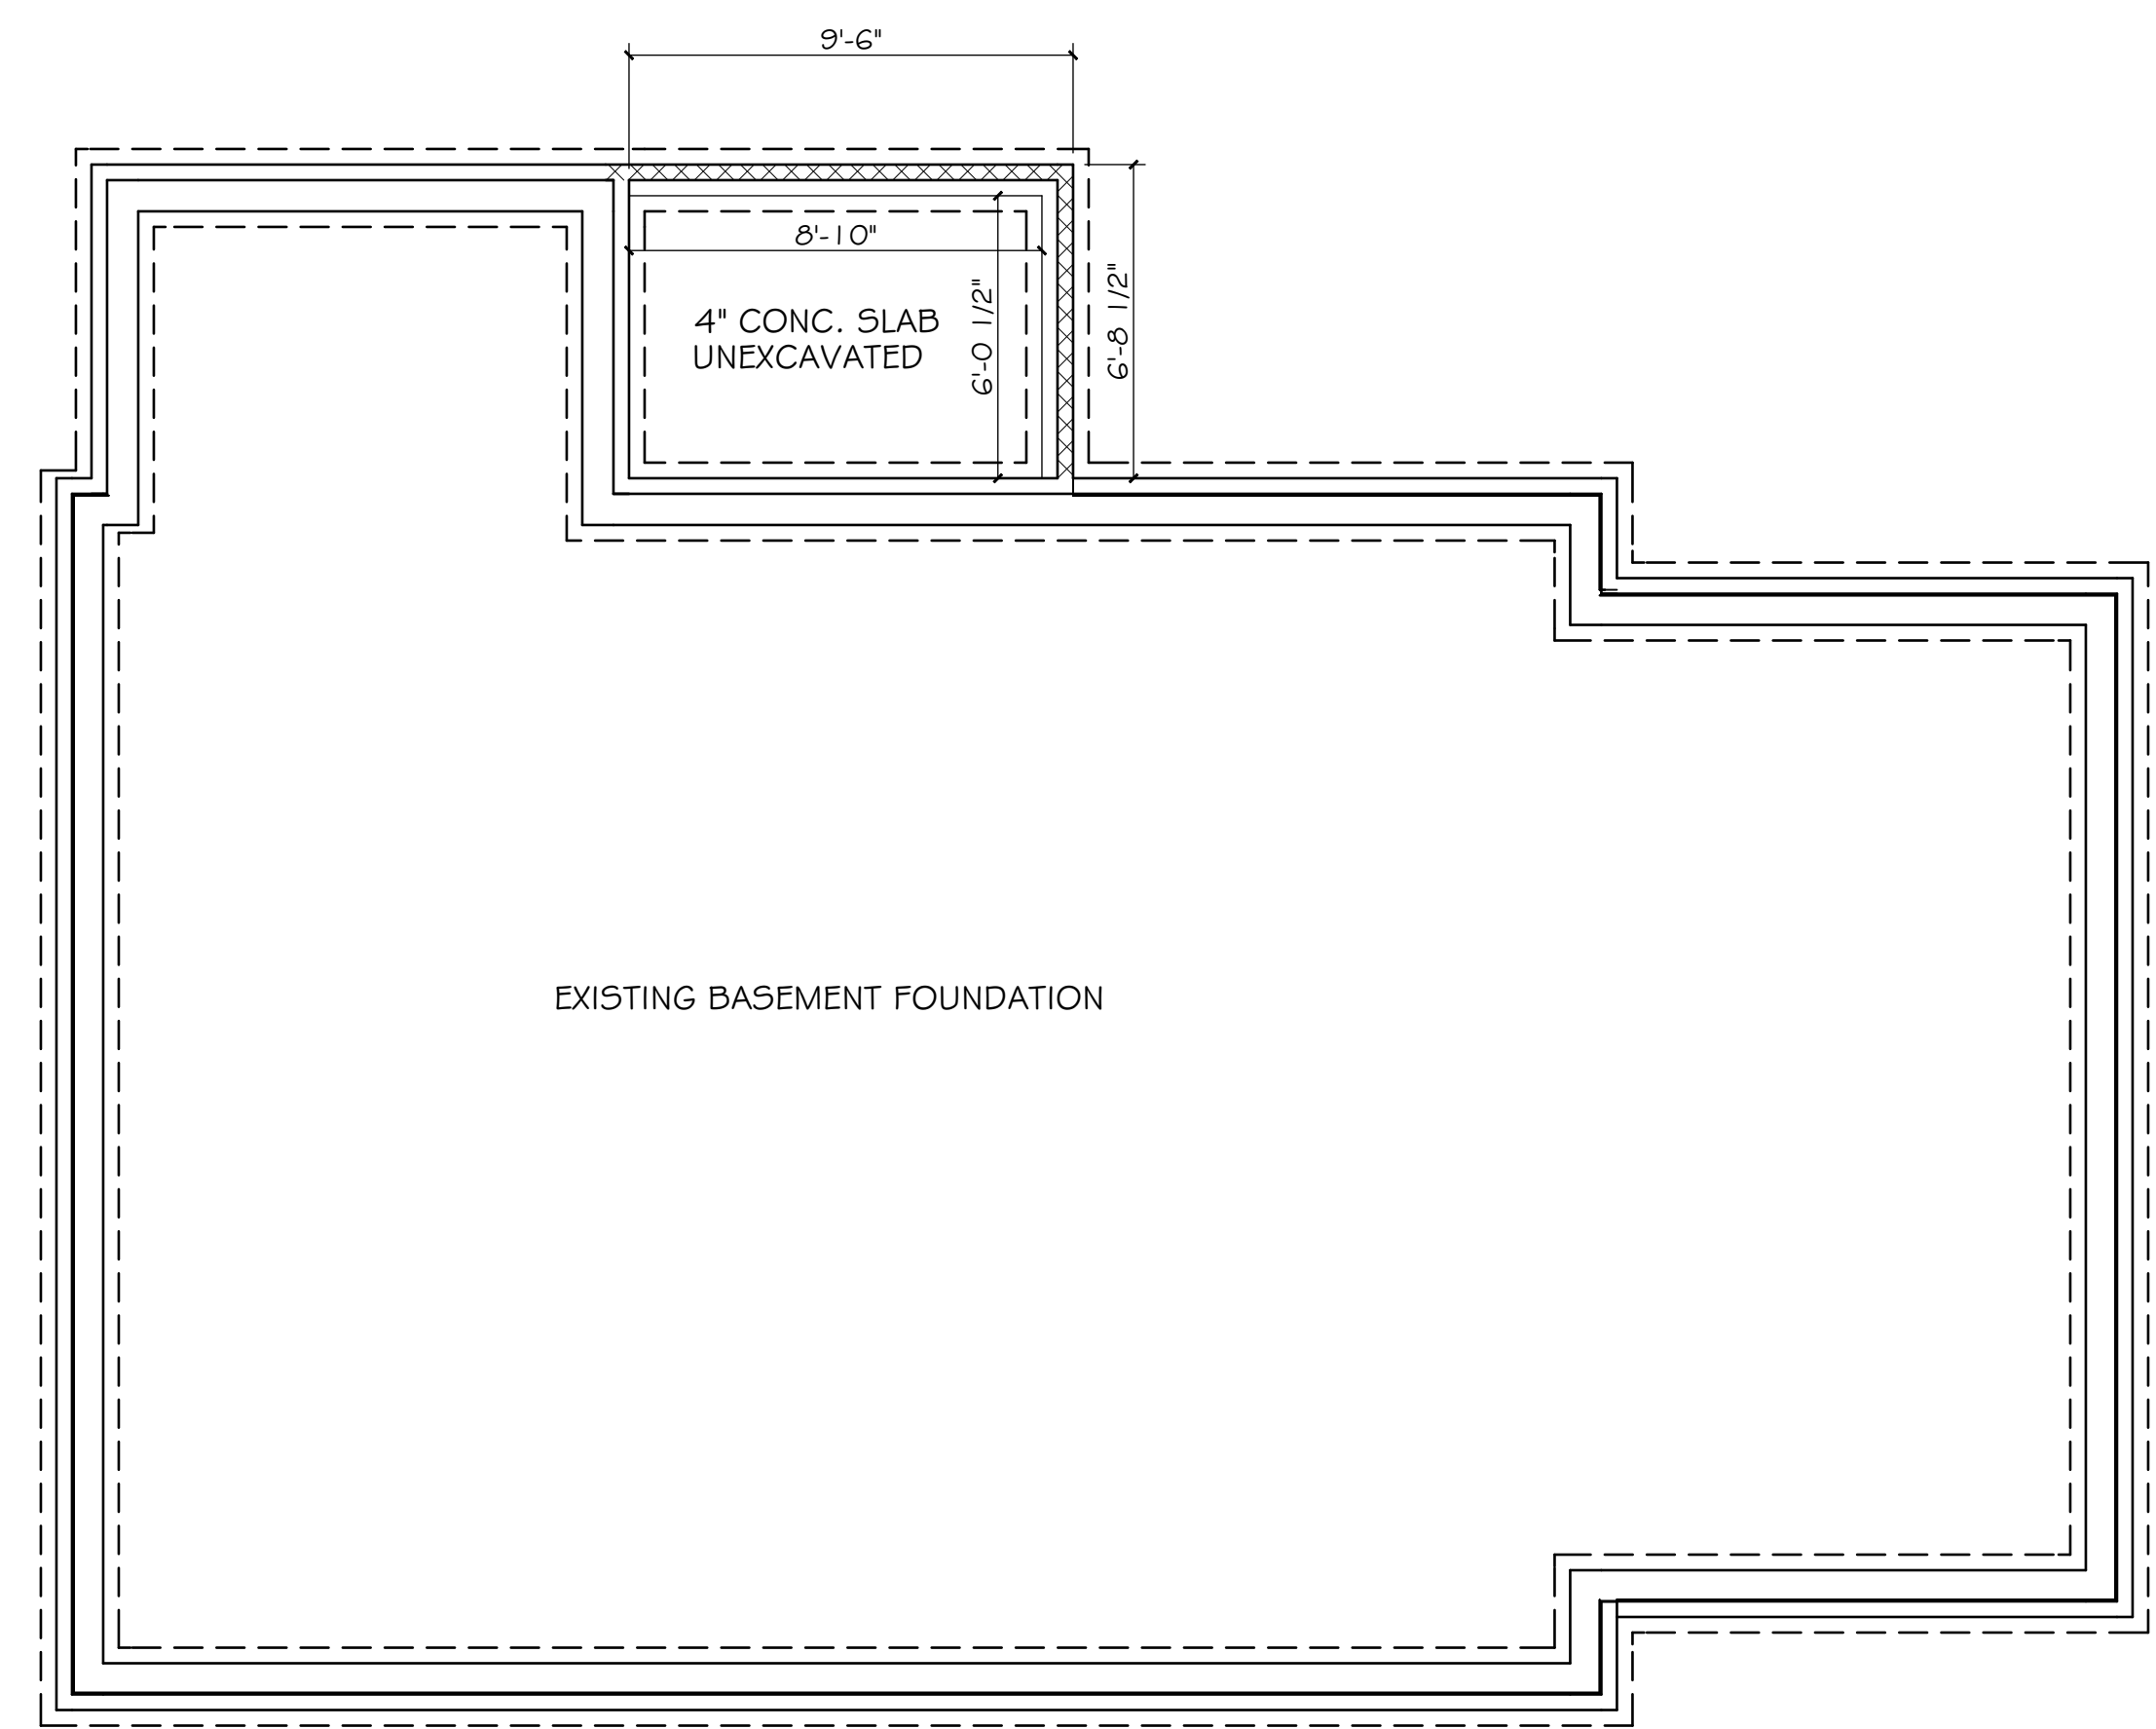 9'-6"
8'-10"
4" CONC. SLAB
UNEXCAVATED
6'-0 1/2"
6'-8 1/2"
EXISTING BASEMENT FOUNDATION